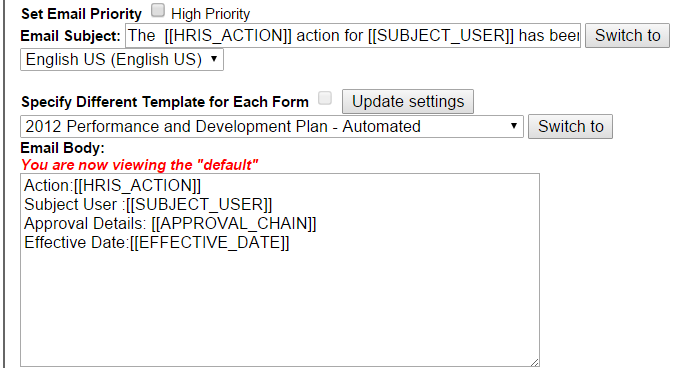 Set Email Priority High Priority
Email Subject: The [[HRIS_ACTION]] action for [[SUBJECT_USER]] has been Switch to
English US (English US)
Specify Different Template for Each Form Update settings
2012 Performance and Development Plan - Automated Switch to
Email Body:
You are now viewing the "default"
Action:[[HRIS_ACTION]]
Subject User :[[SUBJECT_USER]]
Approval Details: [[APPROVAL_CHAIN]]
Effective Date:[[EFFECTIVE_DATE]]